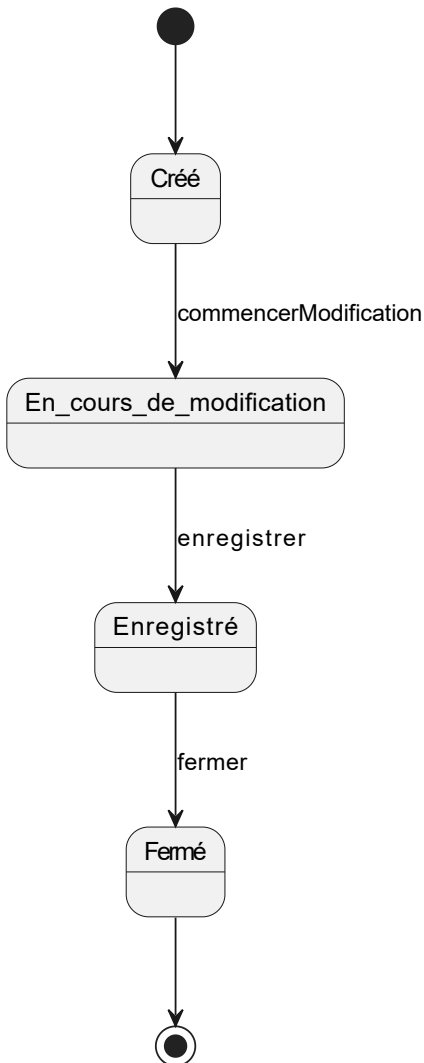 Créé
commencerModification
En_cours_de_modification
enregistrer
Enregistré
fermer
Fermé